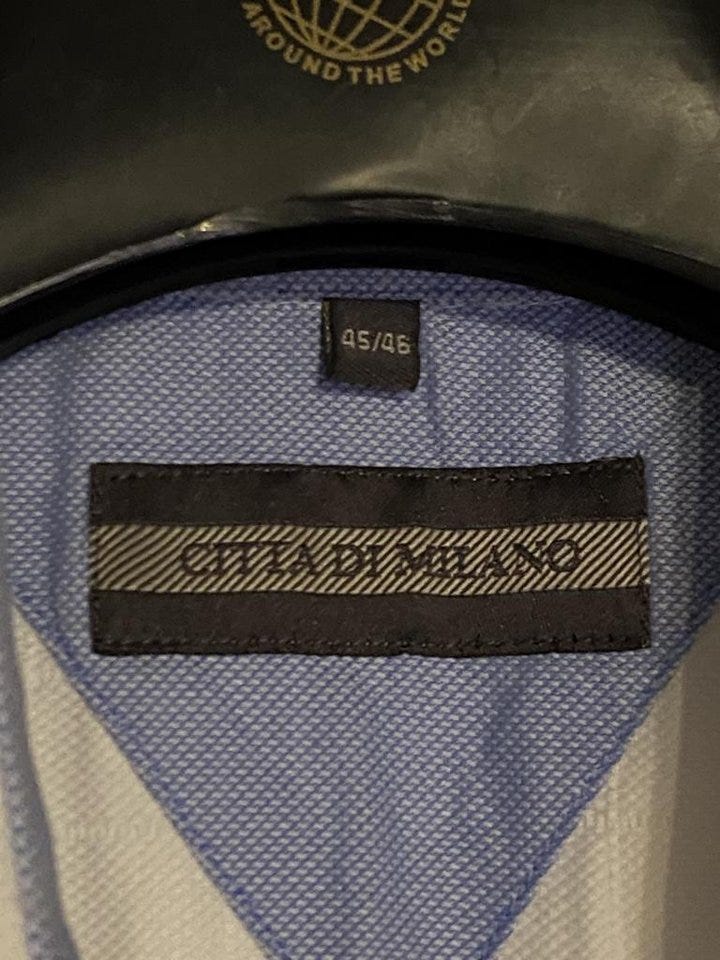 AROUND THE WORLD
45/46
CITTA DI MILANO